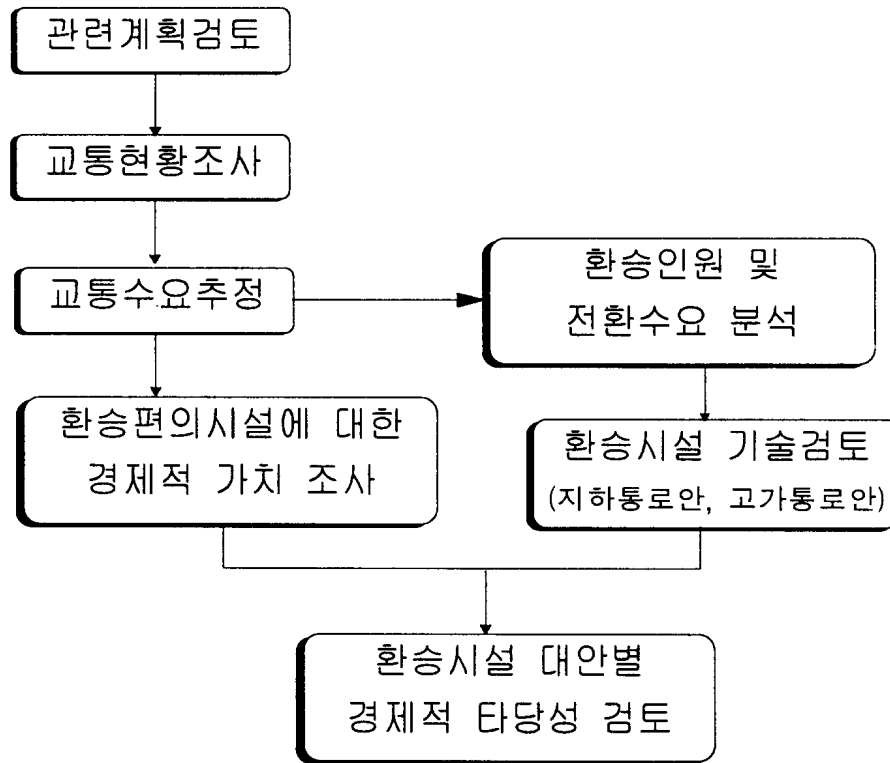 관련계획검토
교통현황조사
교통수요추정
환승인원 및
전환수요 분석
환승편의시설에 대한
경제적 가치 조사
환승시설 기술검토
(지하통로안, 고가통로안)
환승시설 대안별
경제적 타당성 검토